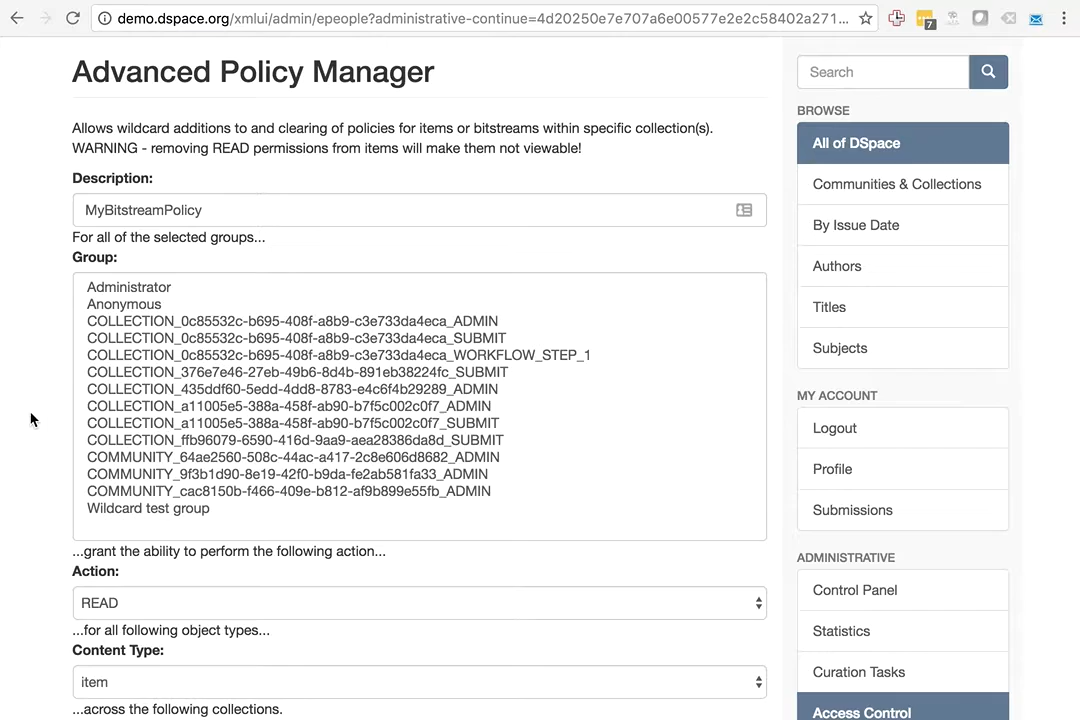 demo.dspace.org/xmlui/admin/epeople?administrative-continue=4d20250e7e707a6e00577e2e2c58402a271...
7
Advanced Policy Manager
Allows wildcard additions to and clearing of policies for items or bitstreams within specific collection(s).
WARNING - removing READ permissions from items will make them not viewable!
Description:
MyBitstreamPolicy
For all of the selected groups...
Group:
Administrator
Anonymous
COLLECTION_0c85532c-b695-408f-a8b9-c3e733da4eca_ADMIN
COLLECTION_0c85532c-b695-408f-a8b9-c3e733da4eca_SUBMIT
COLLECTION_0c85532c-b695-408f-a8b9-c3e733da4eca_WORKFLOW_STEP_1
COLLECTION_376e7e46-27eb-49b6-8d4b-891eb38224fc_SUBMIT
COLLECTION_435ddf60-5edd-4dd8-8783-e4c6f4b29289_ADMIN
COLLECTION_a11005e5-388a-458f-ab90-b7f5c002c0f7_ADMIN
COLLECTION_a11005e5-388a-458f-ab90-b7f5c002c0f7_SUBMIT
COLLECTION_ffb96079-6590-416d-9aa9-aea28386da8d_SUBMIT
COMMUNITY_64ae2560-508c-44ac-a417-2c8e606d8682_ADMIN
COMMUNITY_9f3b1d90-8e19-42f0-b9da-fe2ab581fa33_ADMIN
COMMUNITY_cac8150b-f466-409e-b812-af9b899e55fb_ADMIN
Wildcard test group
...grant the ability to perform the following action...
Action:
READ
...for all following object types...
Content Type:
item
...across the following collections.
Search
BROWSE
All of DSpace
Communities & Collections
By Issue Date
Authors
Titles
Subjects
MY ACCOUNT
Logout
Profile
Submissions
ADMINISTRATIVE
Control Panel
Statistics
Curation Tasks
Access Control